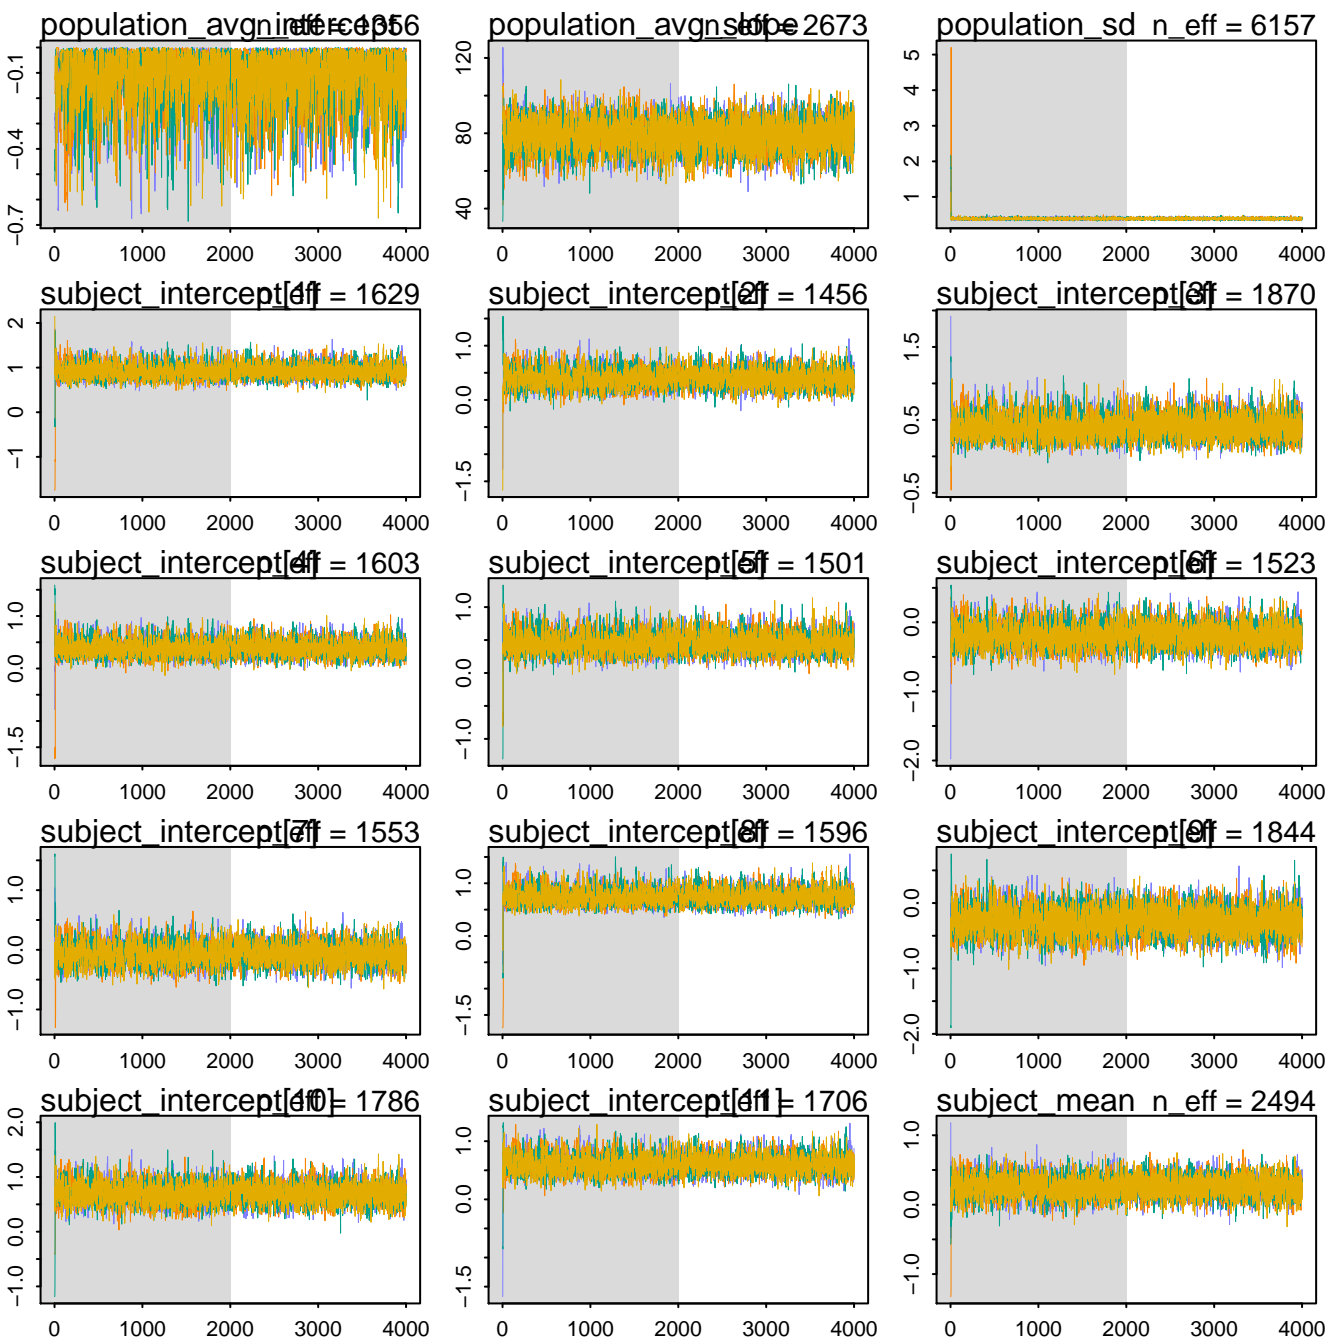 population_avg_intercept n_eff = 1356
population_avg_slope n_eff = 2673
population_sd n_eff = 6157
−0.7 −0.4 −0.1
40 80 120
1 2 3 4 5
0 1000 2000 3000 4000
0 1000 2000 3000 4000
0 1000 2000 3000 4000
subject_intercept[1] n_eff = 1629
subject_intercept[2] n_eff = 1456
subject_intercept[3] n_eff = 1870
−1 0 1 2
−1.5 0.0 1.0
−0.5 0.5 1.5
0 1000 2000 3000 4000
0 1000 2000 3000 4000
0 1000 2000 3000 4000
subject_intercept[4] n_eff = 1603
subject_intercept[5] n_eff = 1501
subject_intercept[6] n_eff = 1523
−1.5 0.0 1.0
−1.0 0.0 1.0
−2.0 −1.0 0.0
0 1000 2000 3000 4000
0 1000 2000 3000 4000
0 1000 2000 3000 4000
subject_intercept[7] n_eff = 1553
subject_intercept[8] n_eff = 1596
subject_intercept[9] n_eff = 1844
−1.0 0.0 1.0
−1.5 0.0 1.0
−2.0 −1.0 0.0
0 1000 2000 3000 4000
0 1000 2000 3000 4000
0 1000 2000 3000 4000
subject_intercept[10] n_eff = 1786
subject_intercept[11] n_eff = 1706
subject_mean n_eff = 2494
−1.0 0.0 1.0 2.0
−1.5 0.0 1.0
−1.0 0.0 1.0
0 1000 2000 3000 4000
0 1000 2000 3000 4000
0 1000 2000 3000 4000